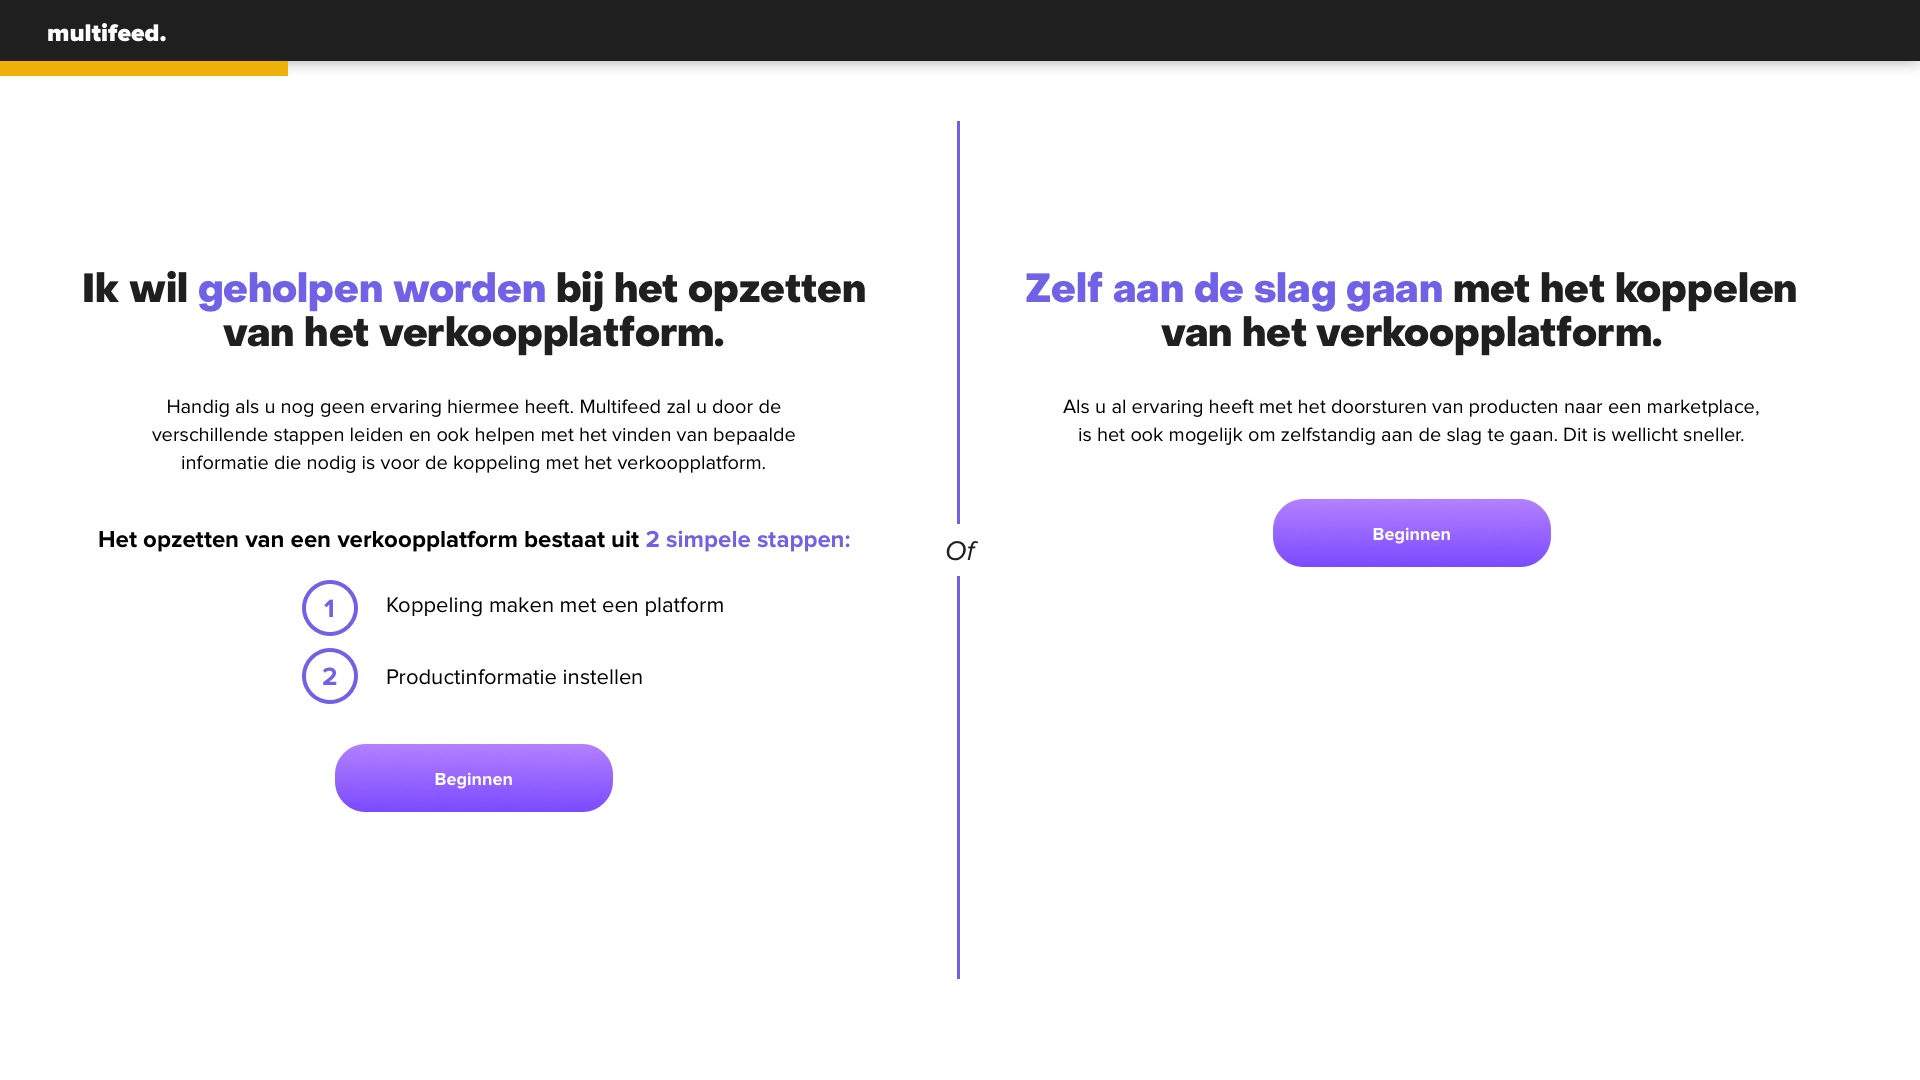 multifeed.
Ik wil geholpen worden bij het opzetten
van het verkoopplatform.
Handig als u nog geen ervaring hiermee heeft. Multifeed zal u door de
verschillende stappen leiden en ook helpen met het vinden van bepaalde
informatie die nodig is voor de koppeling met het verkoopplatform.
Het opzetten van een verkoopplatform bestaat uit 2 simpele stappen:
1 Koppeling maken met een platform
2 Productinformatie instellen
Beginnen
Of
Zelf aan de slag gaan met het koppelen
van het verkoopplatform.
Als u al ervaring heeft met het doorsturen van producten naar een marketplace,
is het ook mogelijk om zelfstandig aan de slag te gaan. Dit is wellicht sneller.
Beginnen